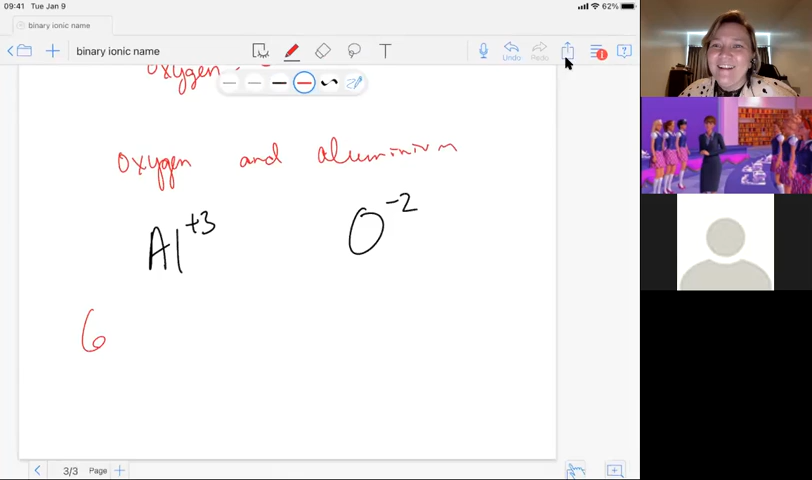 09:41 Tue Jan 9
62%
binary ionic name
binary ionic name
Undo
Redo
T
oxygen
oxygen and aluminium
Al+3
O-2
6
3/3 Page